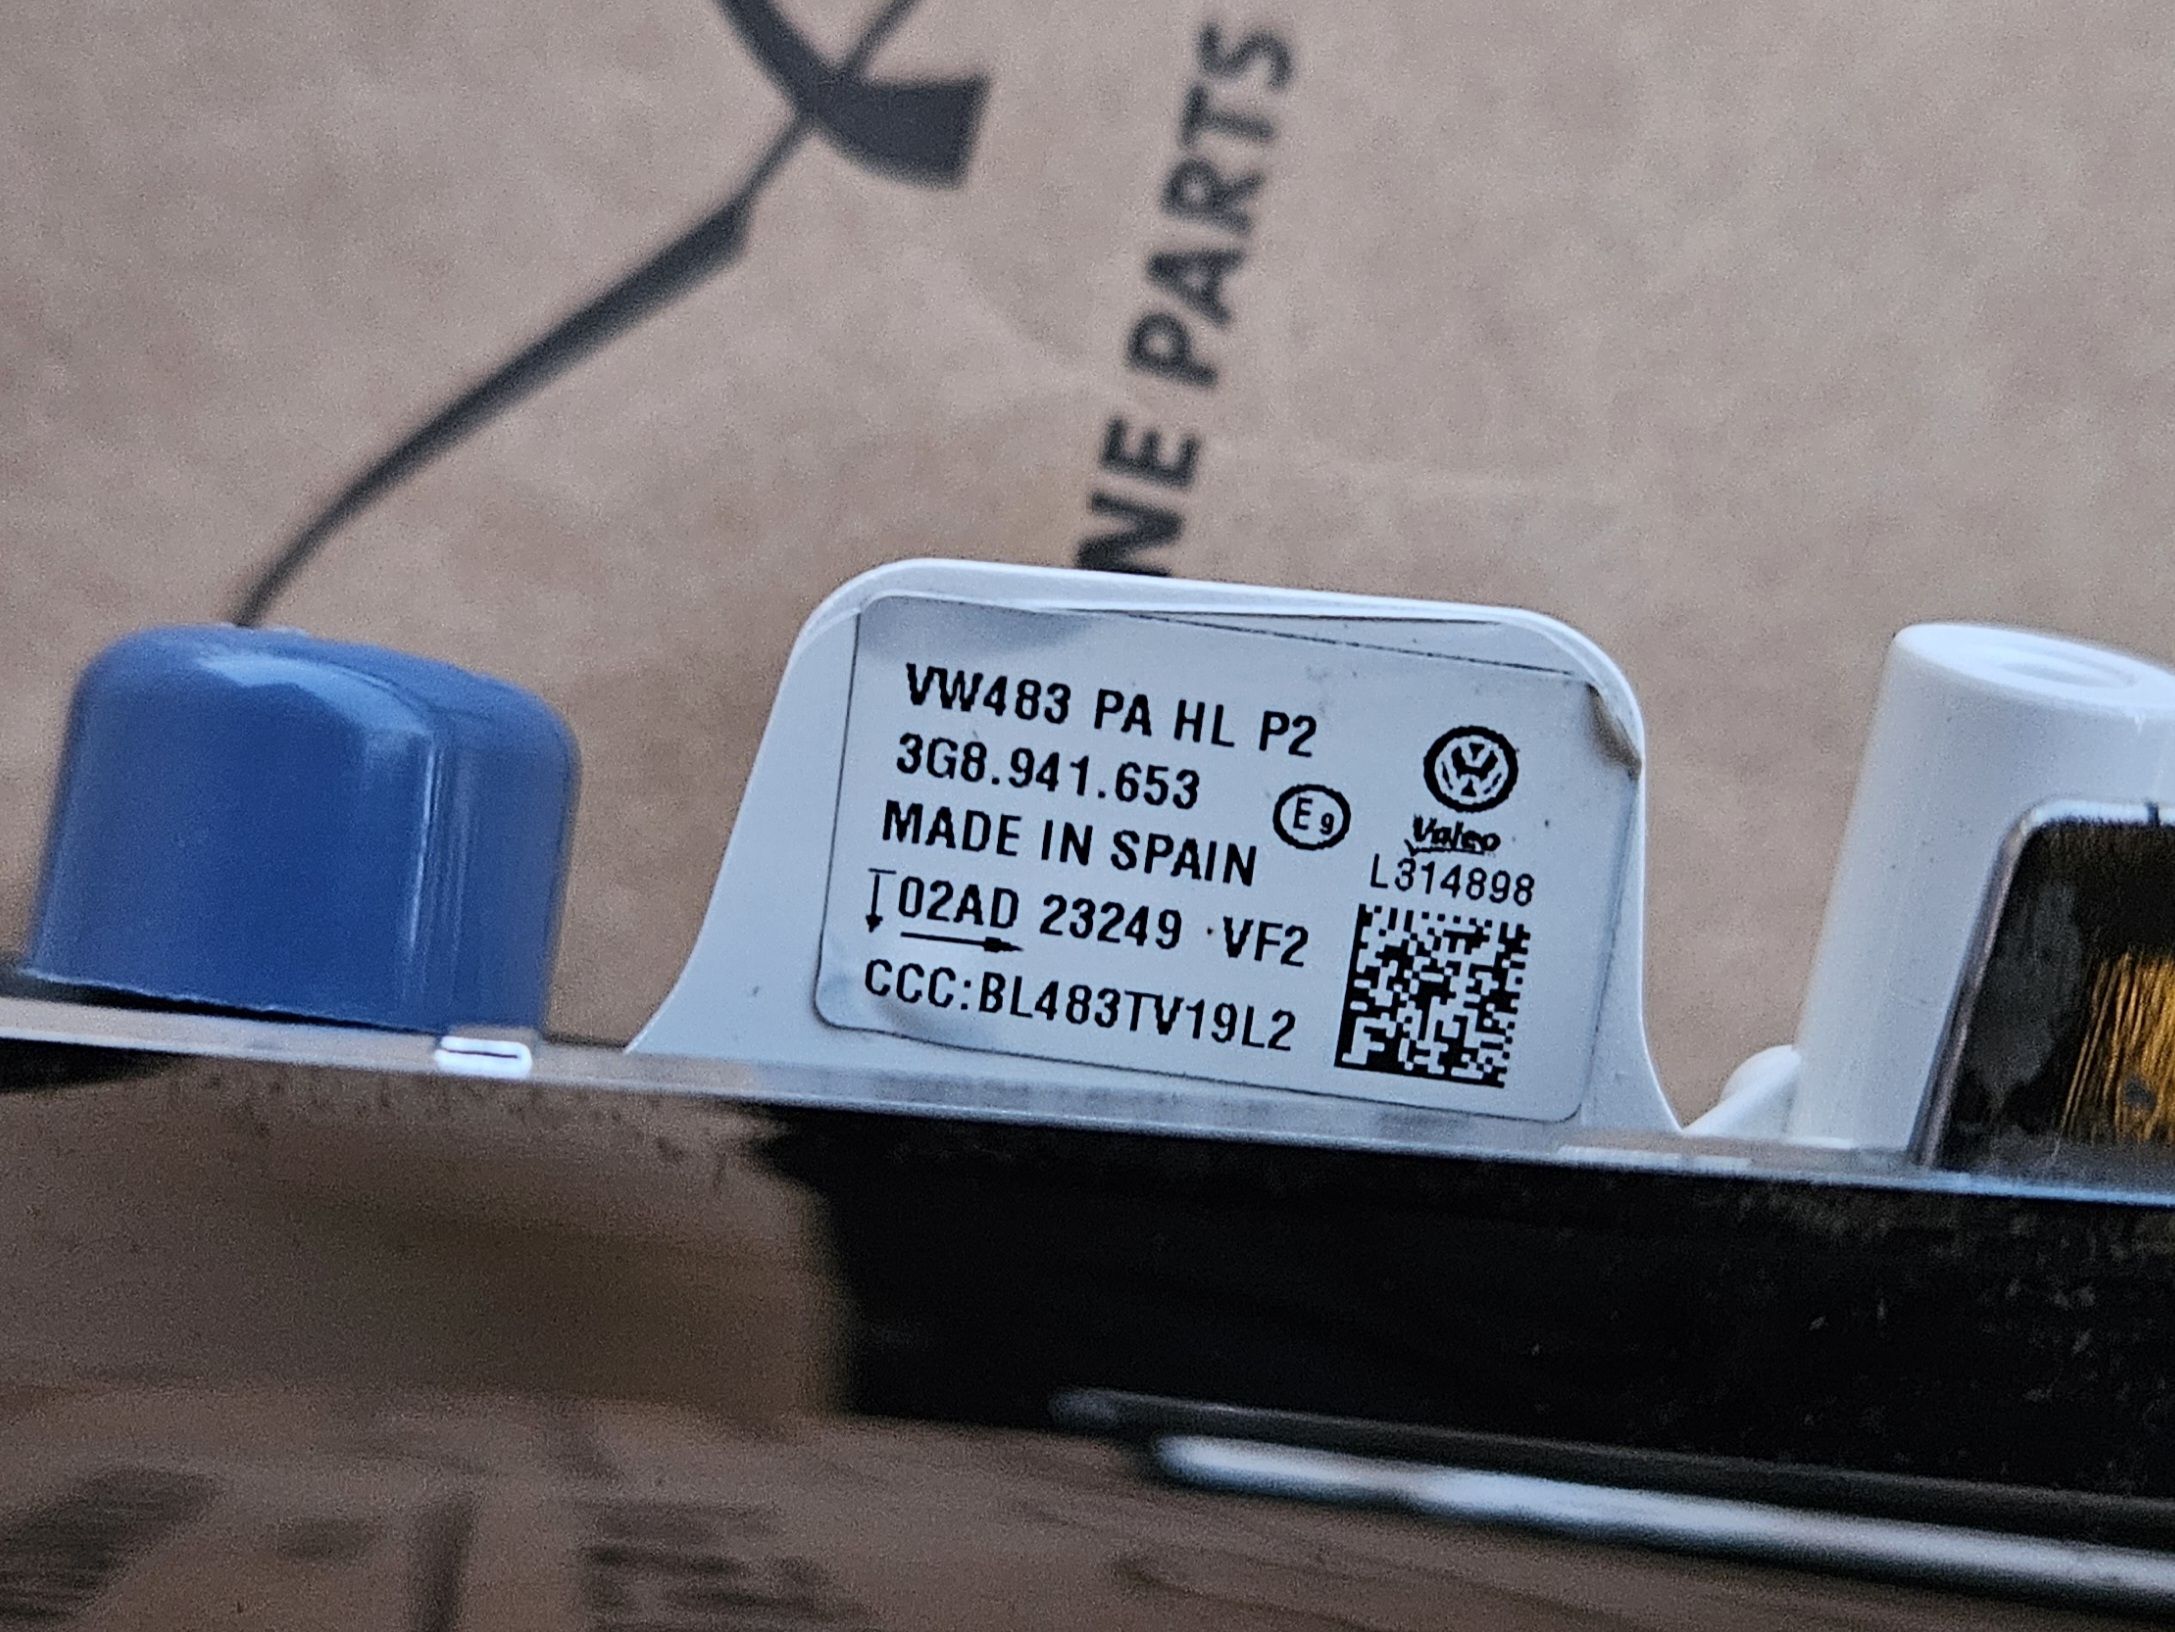 NE PARTS
VW483 PA HL P2
3G8.941.653
E9
MADE IN SPAIN
Valeo
L314898
02AD 23249 ·VF2
CCC:BL483TV19L2